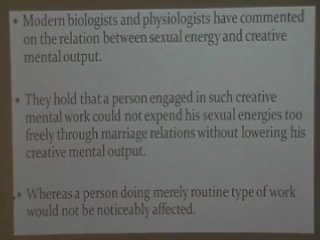 • Modern biologists and physiologists have commented
on the relation between sexual energy and creative
mental output.
• They hold that a person engaged in such creative
mental work could not expend his sexual energies too
freely through marriage relations without lowering his
creative mental output.
• Whereas a person doing merely routine type of work
would not be noticeably affected.